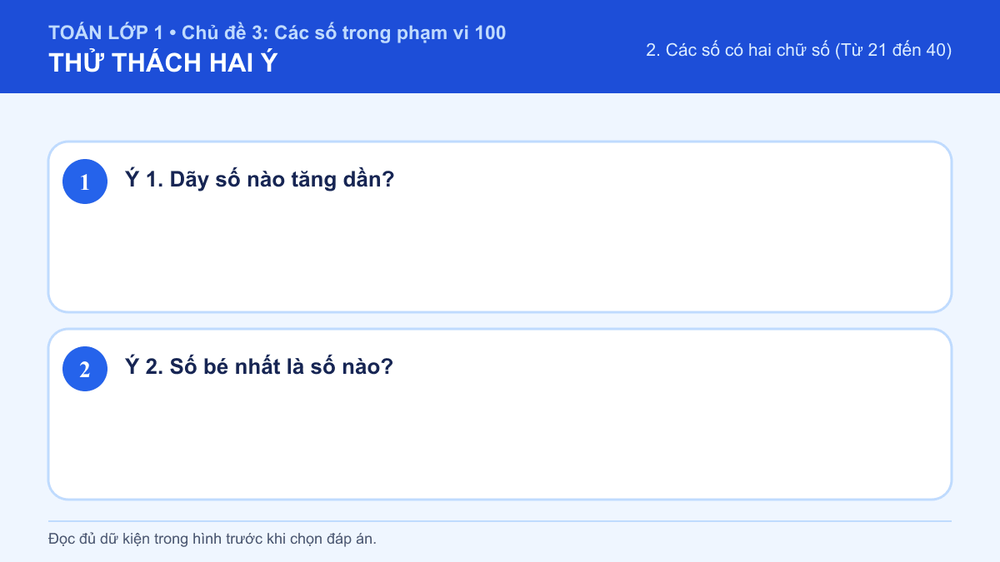 TOÁN LỚP 1 • Chủ đề 3: Các số trong phạm vi 100
THỬ THÁCH HAI Ý
2. Các số có hai chữ số (Từ 21 đến 40)
1
Ý 1. Dãy số nào tăng dần?
2
Ý 2. Số bé nhất là số nào?
Đọc đủ dữ kiện trong hình trước khi chọn đáp án.